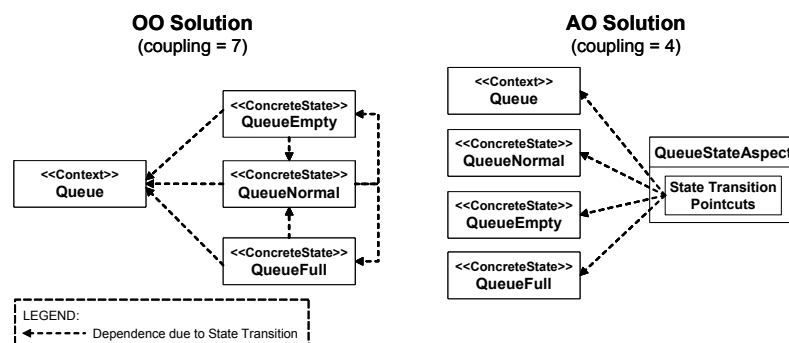 OO Solution
(coupling = 7)
<<ConcreteState>>
QueueEmpty
<<Context>>
Queue
<<ConcreteState>>
QueueNormal
<<ConcreteState>>
QueueFull
LEGEND:
Dependence due to State Transition
AO Solution
(coupling = 4)
<<Context>>
Queue
<<ConcreteState>>
QueueNormal
<<ConcreteState>>
QueueEmpty
<<ConcreteState>>
QueueFull
QueueStateAspect
State Transition
Pointcuts